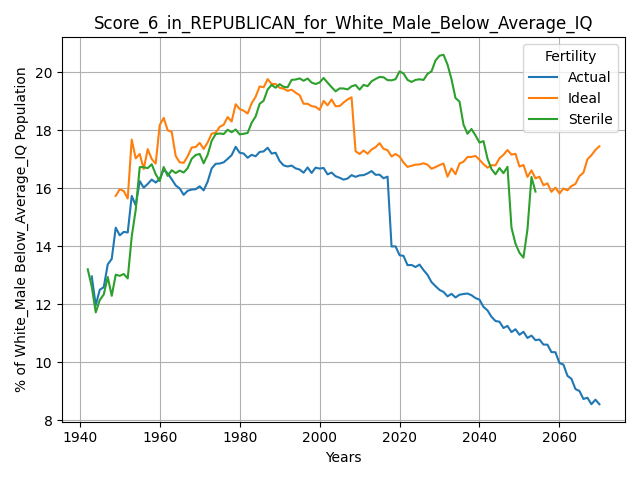 Score_6_in_REPUBLICAN_for_White_Male_Below_Average_IQ
% of White_Male Below_Average_IQ Population
20
18
16
14
12
10
8
1940
1960
1980
2000
2020
2040
2060
Years
Fertility
Actual
Ideal
Sterile